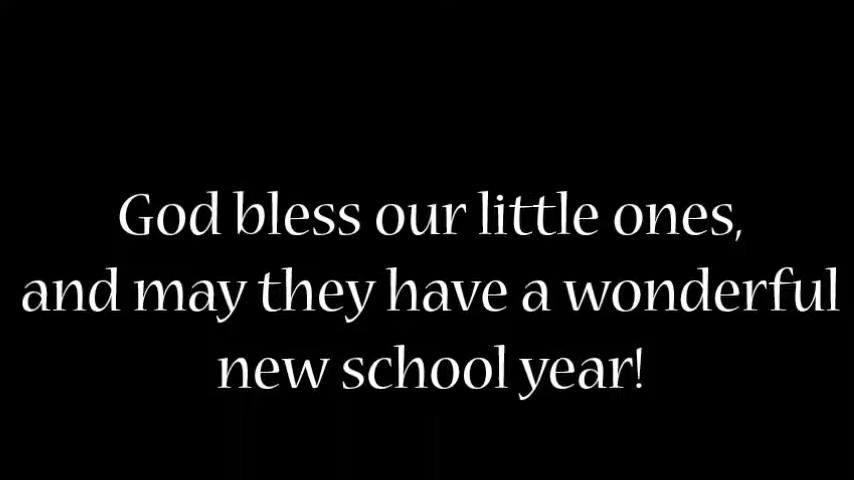 God bless our little ones,
and may they have a wonderful
new school year!